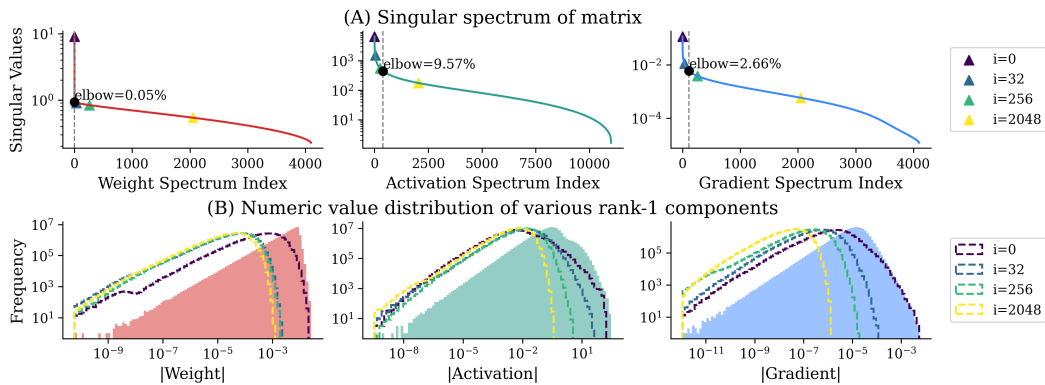 (A) Singular spectrum of matrix
Singular Values
10¹
10⁰
elbow=0.05%
0 1000 2000 3000 4000
Weight Spectrum Index
10³
10²
10¹
elbow=9.57%
0 2500 5000 7500 10000
Activation Spectrum Index
10⁻²
10⁻⁴
elbow=2.66%
0 1000 2000 3000 4000
Gradient Spectrum Index
i=0
i=32
i=256
i=2048
(B) Numeric value distribution of various rank-1 components
Frequency
10⁷
10⁵
10³
10¹
10⁻⁹ 10⁻⁷ 10⁻⁵ 10⁻³
|Weight|
10⁷
10⁵
10³
10¹
10⁻⁸ 10⁻⁵ 10⁻² 10¹
|Activation|
10⁵
10³
10¹
10⁻¹¹ 10⁻⁹ 10⁻⁷ 10⁻⁵ 10⁻³
|Gradient|
i=0
i=32
i=256
i=2048